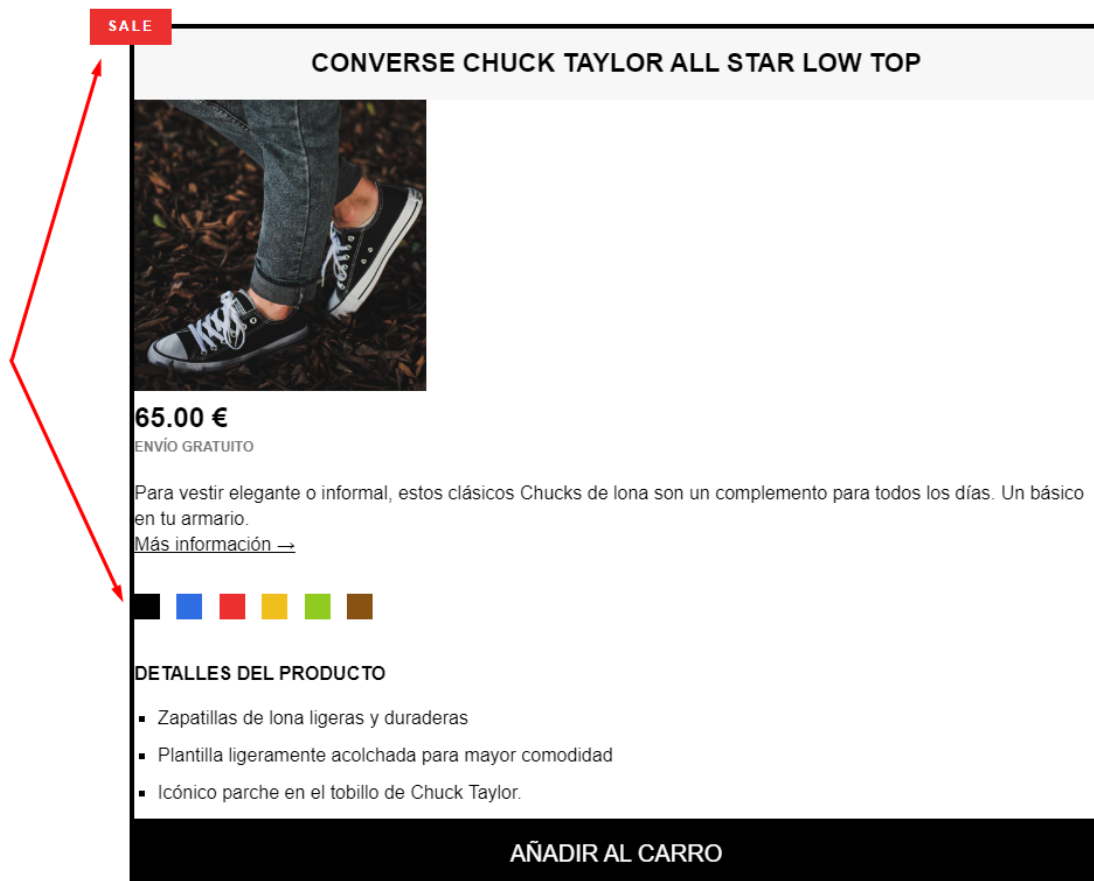 SALE
CONVERSE CHUCK TAYLOR ALL STAR LOW TOP
65.00 €
ENVÍO GRATUITO
Para vestir elegante o informal, estos clásicos Chucks de lona son un complemento para todos los días. Un básico
en tu armario.
Más información →
DETALLES DEL PRODUCTO
Zapatillas de lona ligeras y duraderas
Plantilla ligeramente acolchada para mayor comodidad
Icónico parche en el tobillo de Chuck Taylor.
AÑADIR AL CARRO